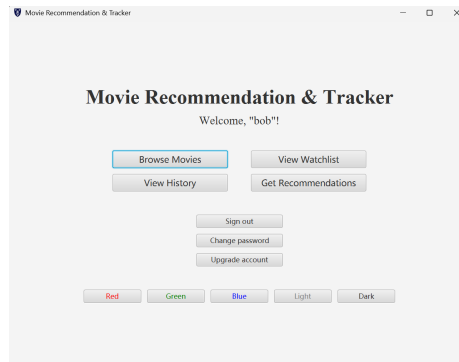 Movie Recommendation & Tracker
Movie Recommendation & Tracker
Welcome, "bob"!
Browse Movies View Watchlist
View History Get Recommendations
Sign out
Change password
Upgrade account
Red Green Blue Light Dark